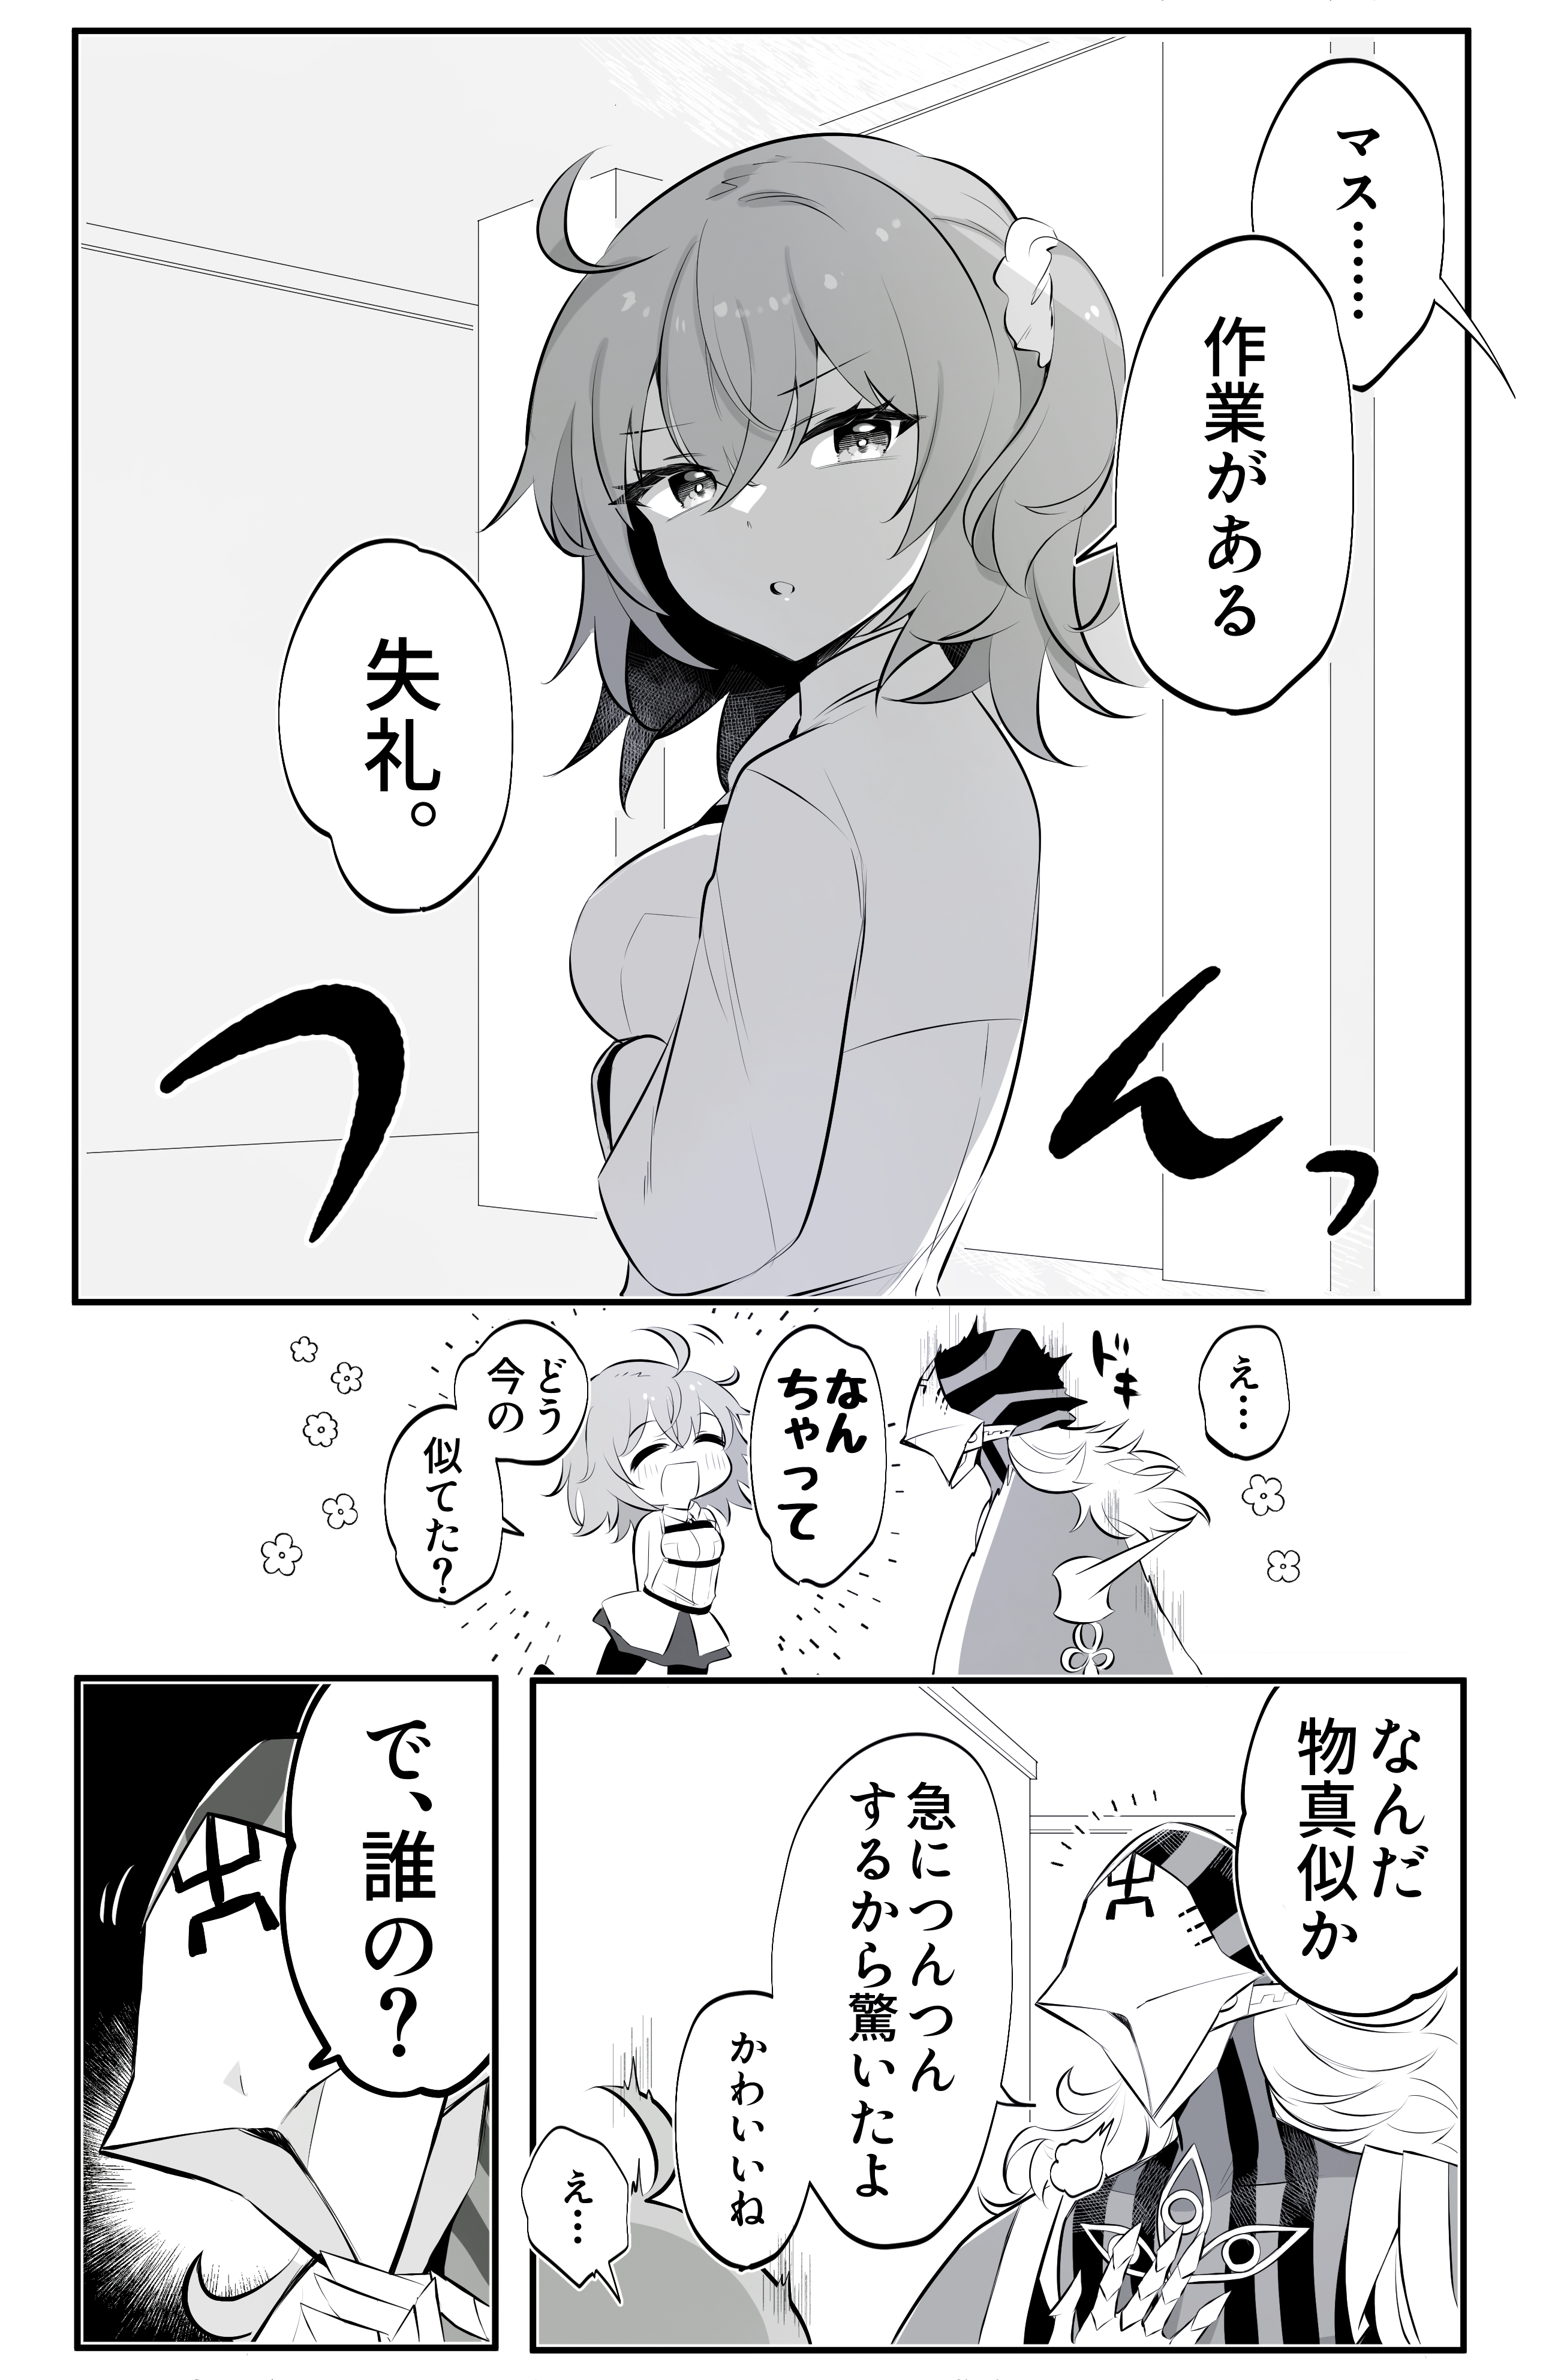 マス………
作業がある
失礼。
つんっ
え…
ドキ
なん
ちゃって
どう
今の
似てた？
なんだ
物真似か
急につんつん
するから驚いたよ
かわいいね
え…
で、誰の？